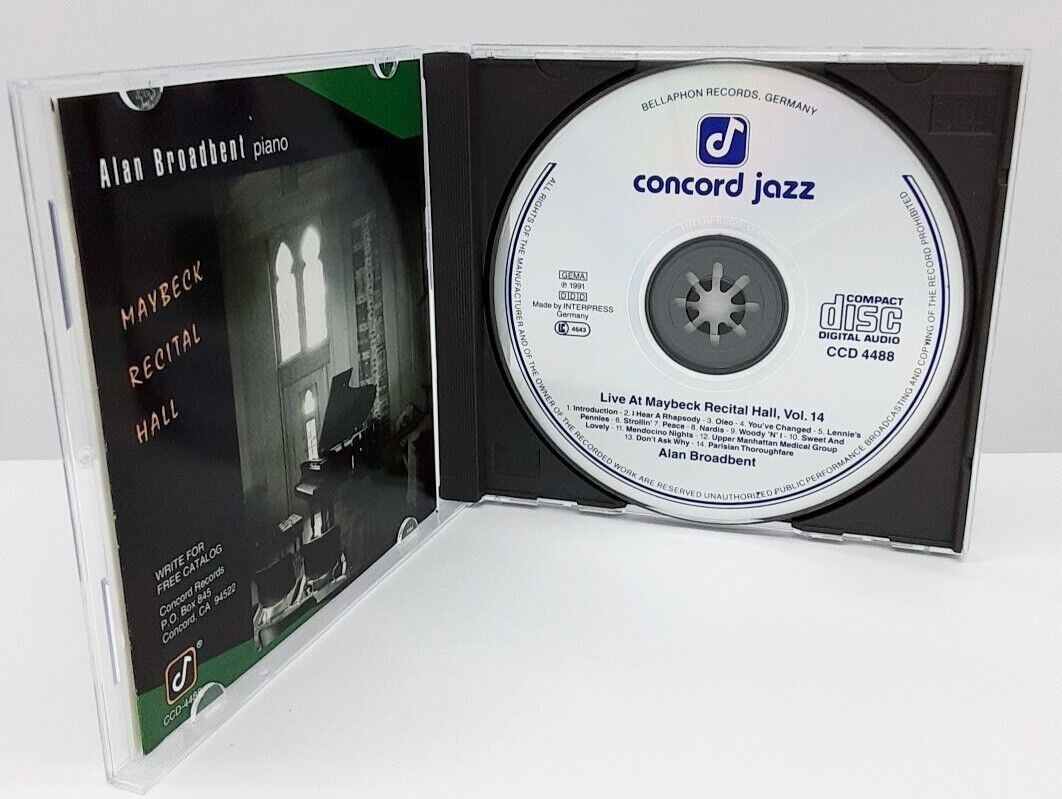 Alan Broadbent piano
MAYBECK
RECITAL
HALL
WRITE FOR
FREE CATALOG
Concord Records
P.O. Box 845
Concord, CA 94522
®
CCD-4488
BELLAPHON RECORDS, GERMANY
concord jazz
ALL RIGHTS OF THE MANUFACTURER AND OF THE OWNER OF THE RECORDED WORK ARE RESERVED UNAUTHORIZED PUBLIC PERFORMANCE BROADCASTING AND COPYING OF THE RECORD PROHIBITED
GEMA
℗ 1991
DDD
Made by INTERPRESS
Germany
LC 4643
COMPACT
disc
DIGITAL AUDIO
CCD 4488
Live At Maybeck Recital Hall, Vol. 14
1. Introduction - 2. I Hear A Rhapsody - 3. Oleo - 4. You've Changed - 5. Lennie's
Pennies - 6. Strollin' 7. Peace - 8. Nardis - 9. Woody 'N' I - 10. Sweet And
Lovely - 11. Mendocino Nights - 12. Upper Manhattan Medical Group
13. Don't Ask Why - 14. Parisian Thoroughfare
Alan Broadbent